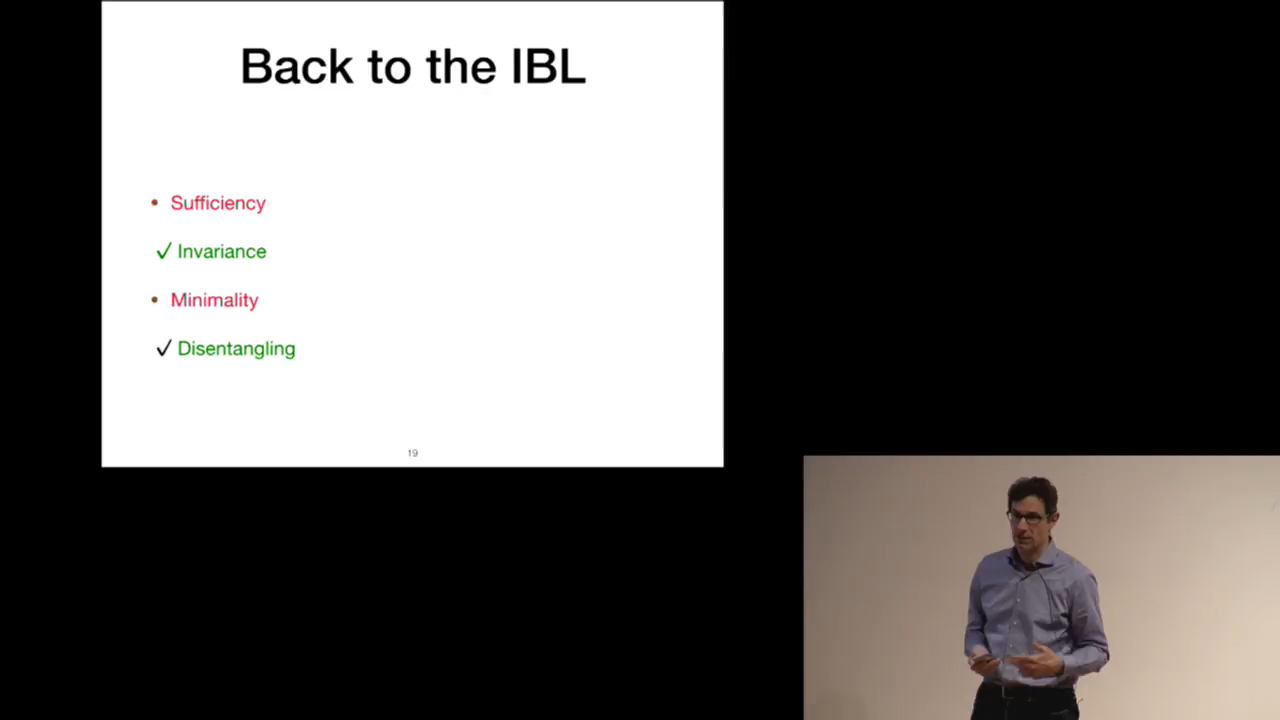 Back to the IBL
• Sufficiency
✓ Invariance
• Minimality
✓ Disentangling
19